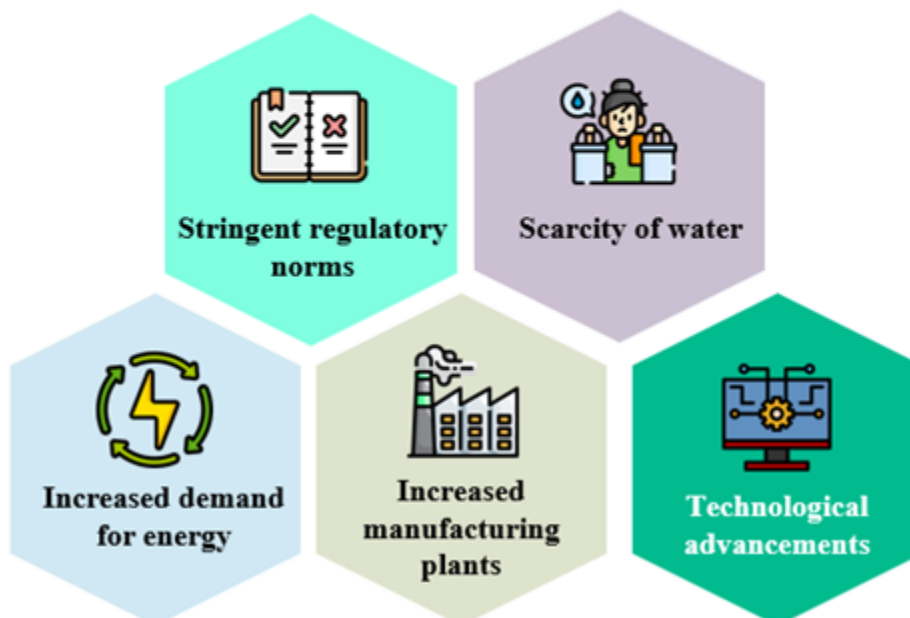 Stringent regulatory
norms
Scarcity of water
Increased demand
for energy
Increased
manufacturing
plants
Technological
advancements